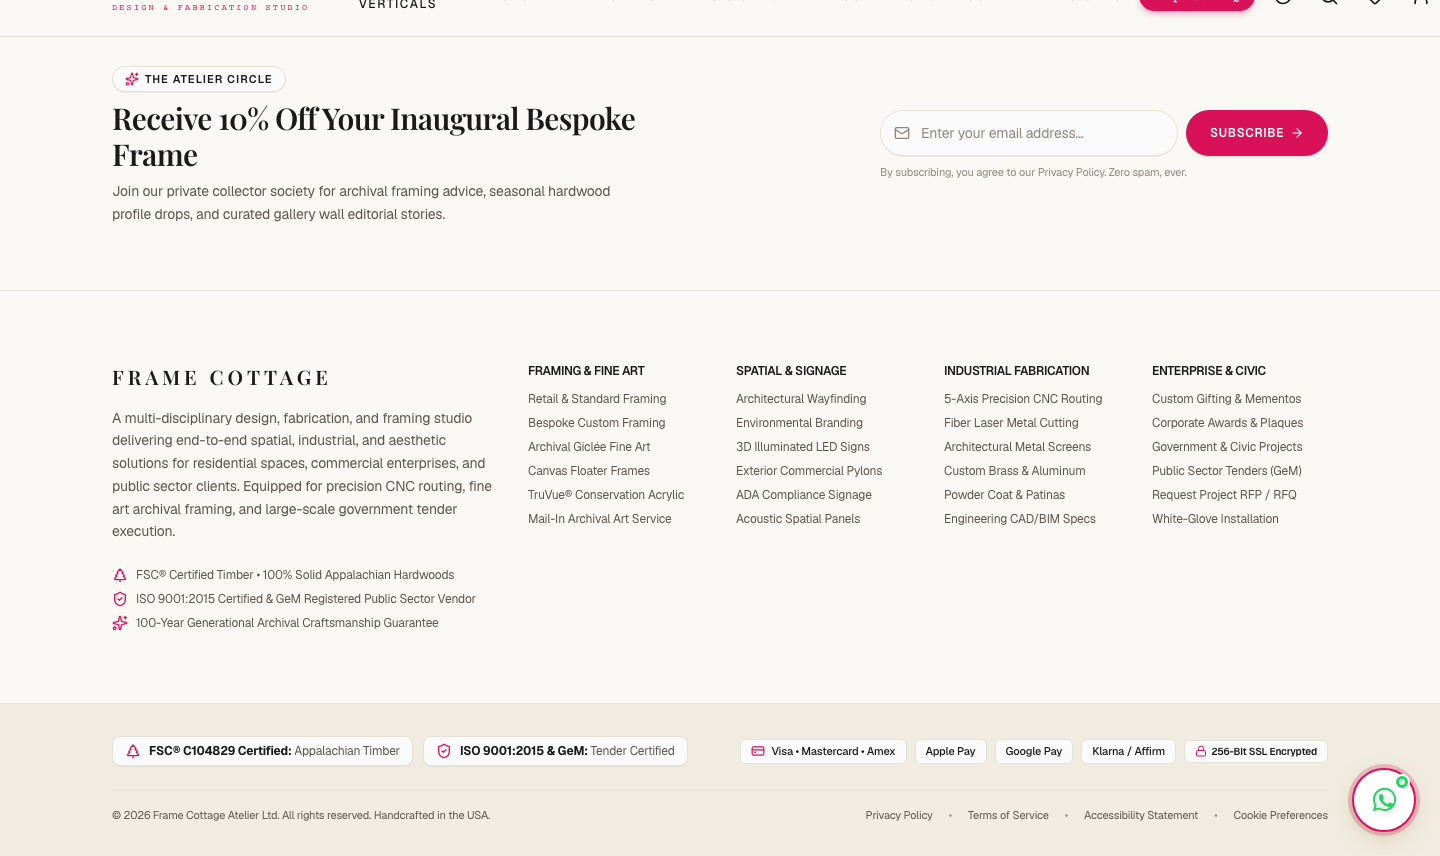 DESIGN & FABRICATION STUDIO
VERTICALS
THE ATELIER CIRCLE
Receive 10% Off Your Inaugural Bespoke
Frame
Join our private collector society for archival framing advice, seasonal hardwood
profile drops, and curated gallery wall editorial stories.
Enter your email address...
SUBSCRIBE →
By subscribing, you agree to our Privacy Policy. Zero spam, ever.
FRAME COTTAGE
A multi-disciplinary design, fabrication, and framing studio
delivering end-to-end spatial, industrial, and aesthetic
solutions for residential spaces, commercial enterprises, and
public sector clients. Equipped for precision CNC routing, fine
art archival framing, and large-scale government tender
execution.
FSC® Certified Timber • 100% Solid Appalachian Hardwoods
ISO 9001:2015 Certified & GeM Registered Public Sector Vendor
100-Year Generational Archival Craftsmanship Guarantee
FRAMING & FINE ART
Retail & Standard Framing
Bespoke Custom Framing
Archival Giclée Fine Art
Canvas Floater Frames
TruVue® Conservation Acrylic
Mail-In Archival Art Service
SPATIAL & SIGNAGE
Architectural Wayfinding
Environmental Branding
3D Illuminated LED Signs
Exterior Commercial Pylons
ADA Compliance Signage
Acoustic Spatial Panels
INDUSTRIAL FABRICATION
5-Axis Precision CNC Routing
Fiber Laser Metal Cutting
Architectural Metal Screens
Custom Brass & Aluminum
Powder Coat & Patinas
Engineering CAD/BIM Specs
ENTERPRISE & CIVIC
Custom Gifting & Mementos
Corporate Awards & Plaques
Government & Civic Projects
Public Sector Tenders (GeM)
Request Project RFP / RFQ
White-Glove Installation
FSC® C104829 Certified: Appalachian Timber
ISO 9001:2015 & GeM: Tender Certified
Visa • Mastercard • Amex
Apple Pay
Google Pay
Klarna / Affirm
256-Bit SSL Encrypted
© 2026 Frame Cottage Atelier Ltd. All rights reserved. Handcrafted in the USA.
Privacy Policy • Terms of Service • Accessibility Statement • Cookie Preferences